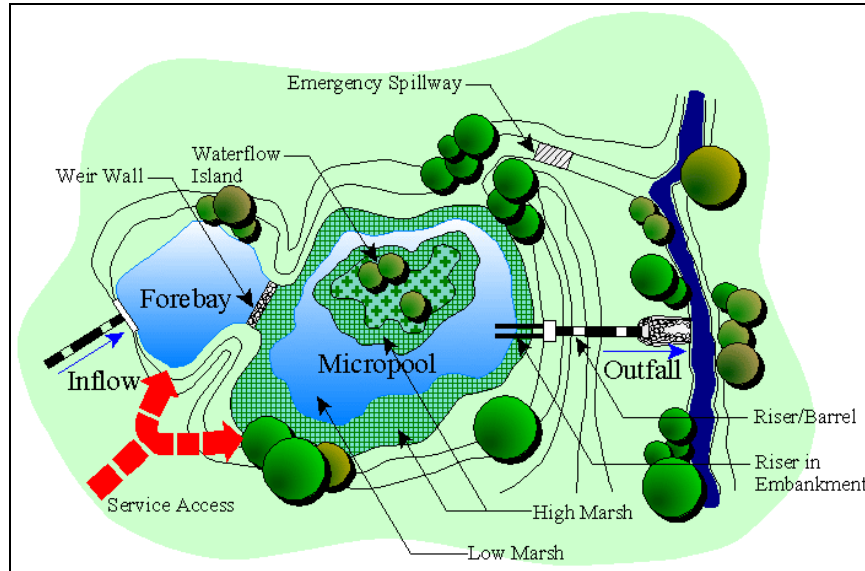 Emergency Spillway
Waterflow
Island
Weir Wall
Forebay
Inflow
Micropool
Outfall
Riser/Barrel
Riser in
Embankment
Service Access
High Marsh
Low Marsh